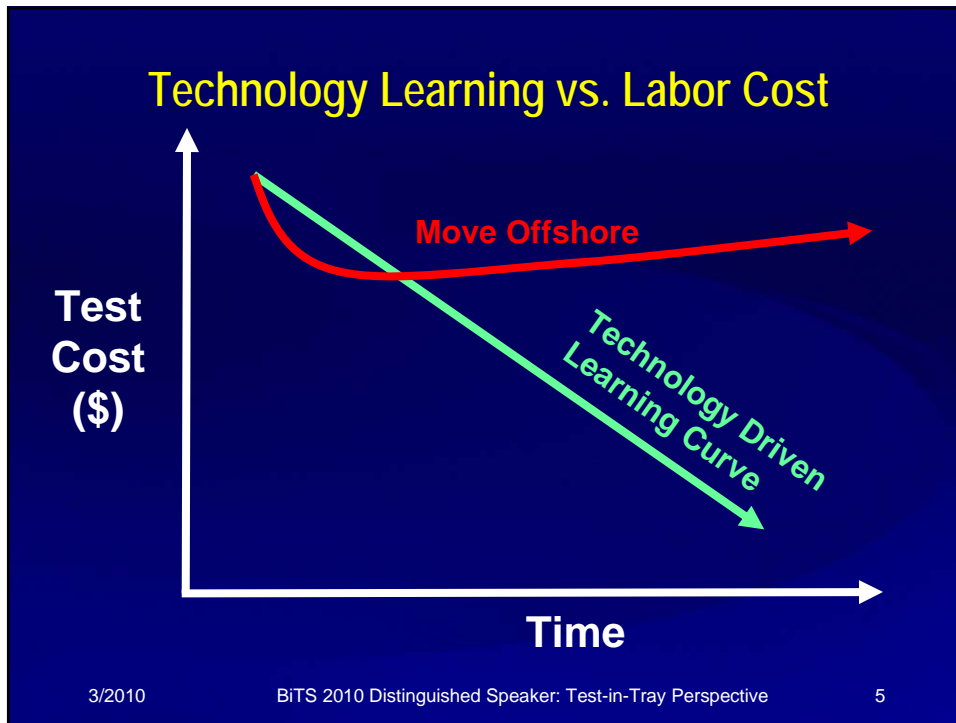 Technology Learning vs. Labor Cost
Move Offshore
Test
Cost
($)
Technology Driven
Learning Curve
Time
3/2010 BiTS 2010 Distinguished Speaker: Test-in-Tray Perspective 5